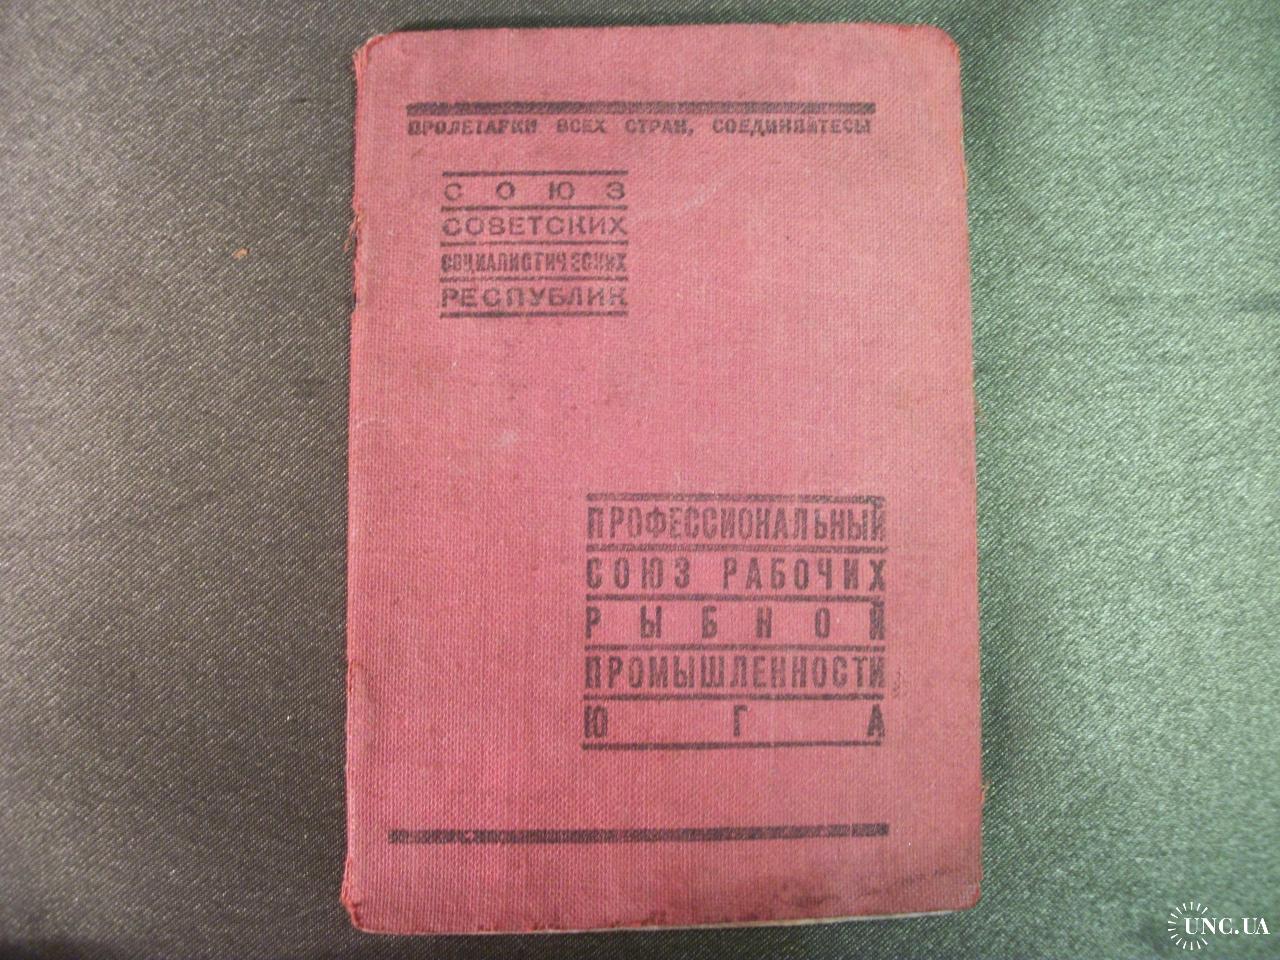 ПРОЛЕТАРИИ ВСЕХ СТРАН, СОЕДИНЯЙТЕСЬ!
СОЮЗ
СОВЕТСКИХ
СОЦИАЛИСТИЧЕСКИХ
РЕСПУБЛИК
ПРОФЕССИОНАЛЬНЫЙ
СОЮЗ РАБОЧИХ
РЫБНОЙ
ПРОМЫШЛЕННОСТИ
ЮГА
UNC.UA